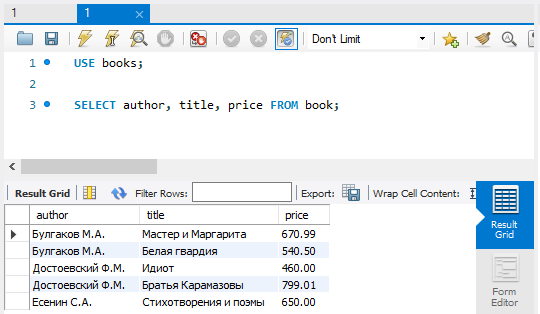 1 1 x
Don't Limit
1 USE books;
2
3 SELECT author, title, price FROM book;
Result Grid Filter Rows: Export: Wrap Cell Content:
author title price
Булгаков М.А. Мастер и Маргарита 670.99
Булгаков М.А. Белая гвардия 540.50
Достоевский Ф.М. Идиот 460.00
Достоевский Ф.М. Братья Карамазовы 799.01
Есенин С.А. Стихотворения и поэмы 650.00
Result
Grid
Form
Editor